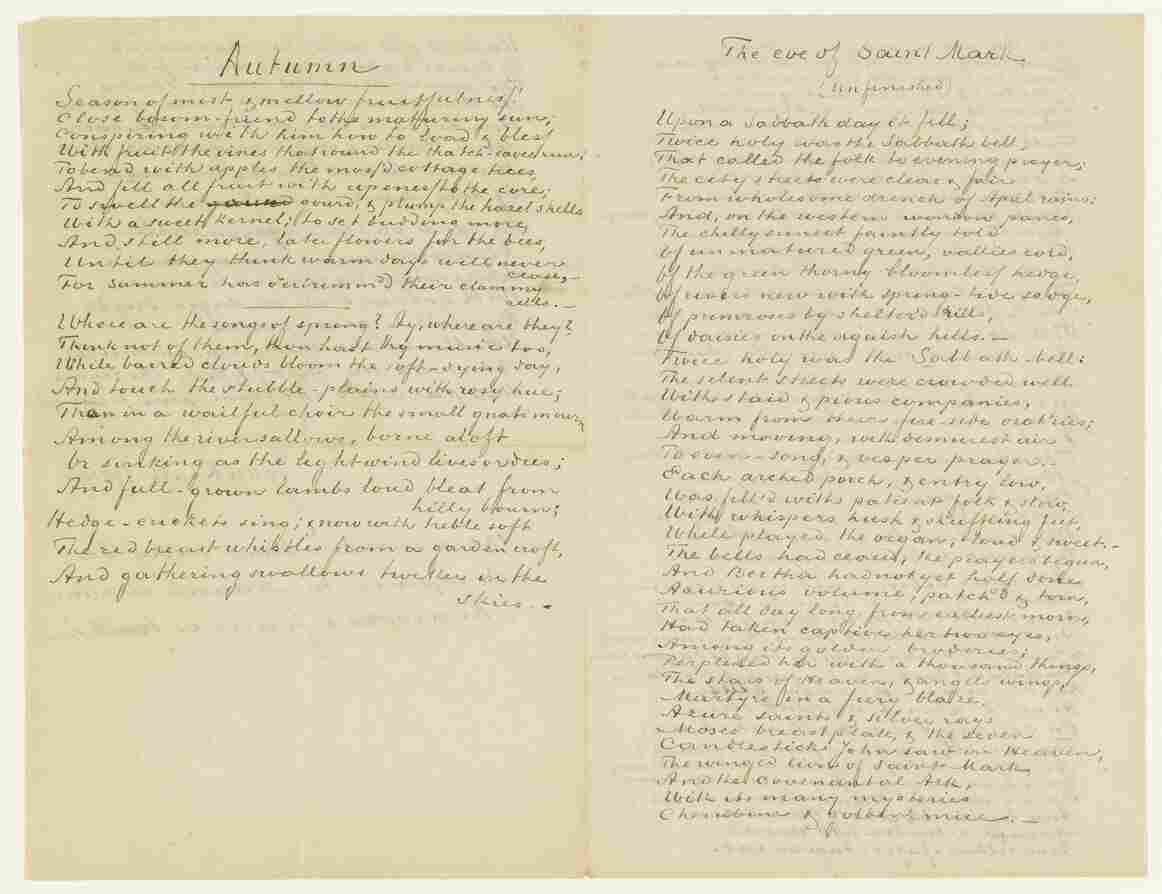 Autumn
Season of mist & mellow fruitfulness!
Close bosom-friend to the maturing sun;
Conspiring with him how to load & bless
With fruit the vines that round the thatch-eaves run;
To bend with apples the moss'd cottage trees,
And fill all fruit with ripeness to the core;
To swell the gourd, & plump the hazel shells
With a sweet kernel; to set budding more,
And still more, later flowers for the bees,
Until they think warm days will never
cease,—
For Summer has o'erbrimm'd their clammy
cells.—
Where are the songs of spring? Ay, where are they?
Think not of them, thou hast thy music too,
While barred clouds bloom the soft-dying day,
And touch the stubble-plains with rosy hue;
Then in a wailful choir the small gnats mourn
Among the river sallows, borne aloft
Or sinking as the light wind lives or dies;
And full-grown lambs loud bleat from
hilly bourn;
Hedge-crickets sing; & now with treble soft
The red breast whistles from a garden croft,
And gathering swallows twitter in the
skies.—
The eve of Saint Mark.
(Unfinished)
Upon a Sabbath day it fell;
Twice holy was the Sabbath bell,
That called the folk to evening prayer;
The city streets were clean & fair
From wholesome drench of April rains;
And, on the western window panes,
The chilly sunset faintly told
Of unmatured green, vallies cold,
Of the green thorny bloomless hedge,
Of rivers new with spring-tide sedge,
Of primroses by shelter'd rills,
Of daisies on the aguish hills.—
Twice holy was the Sabbath-bell:
The silent streets were crowded well
With staid & pious companies,
Warm from their fire-side orat'ries;
And moving, with demurest air
To even-song, & vesper prayer.—
Each arched porch, & entry low,
Was fill'd with patient folk & slow,
With whispers hush & shuffling feet,
While played the organ, loud & sweet.—
The bells had ceased, the prayers begun,
And Bertha had not yet half done
A curious volume, patch'd & torn,
That all day long, from earliest morn,
Had taken captive her two eyes,
Among its golden broderies;
Perplexed her with a thousand things,
The stars of Heaven, & angels wings,
Martyrs in a fiery blaze.
Azure saints & silver rays
Moses breastplate, & the seven
Candlesticks John saw in Heaven,
The winged lion of Saint Mark,
And the Covenantal Ark,
With its many mysteries
Cherubim & golden mice.—